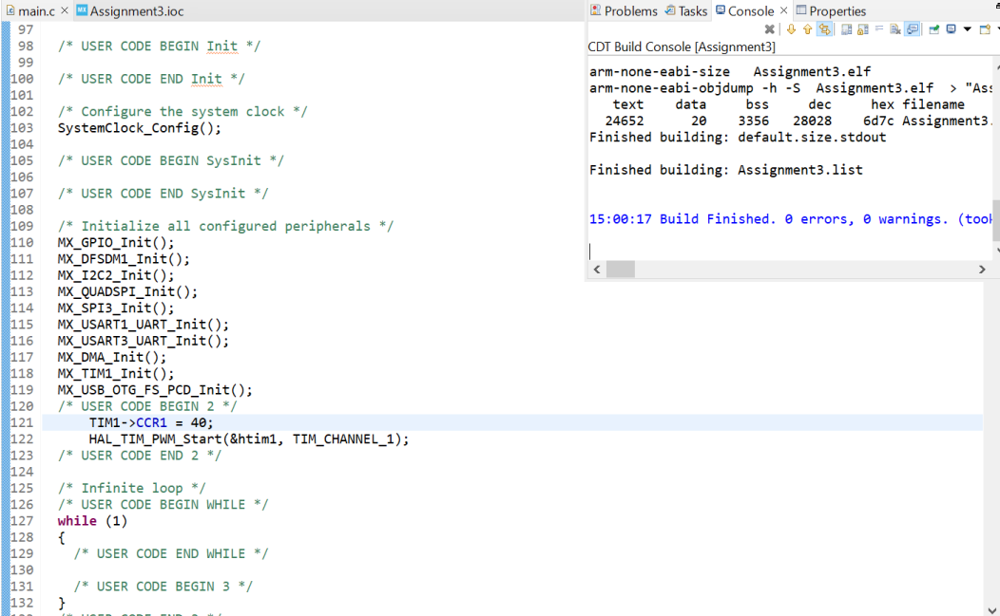 main.c
Assignment3.ioc
97
98 /* USER CODE BEGIN Init */
99
100 /* USER CODE END Init */
101
102 /* Configure the system clock */
103 SystemClock_Config();
104
105 /* USER CODE BEGIN SysInit */
106
107 /* USER CODE END SysInit */
108
109 /* Initialize all configured peripherals */
110 MX_GPIO_Init();
111 MX_DFSDM1_Init();
112 MX_I2C2_Init();
113 MX_QUADSPI_Init();
114 MX_SPI3_Init();
115 MX_USART1_UART_Init();
116 MX_USART3_UART_Init();
117 MX_DMA_Init();
118 MX_TIM1_Init();
119 MX_USB_OTG_FS_PCD_Init();
120 /* USER CODE BEGIN 2 */
121 TIM1->CCR1 = 40;
122 HAL_TIM_PWM_Start(&htim1, TIM_CHANNEL_1);
123 /* USER CODE END 2 */
124
125 /* Infinite loop */
126 /* USER CODE BEGIN WHILE */
127 while (1)
128 {
129 /* USER CODE END WHILE */
130
131 /* USER CODE BEGIN 3 */
132 }
Problems Tasks Console Properties
CDT Build Console [Assignment3]
arm-none-eabi-size Assignment3.elf
arm-none-eabi-objdump -h -S Assignment3.elf > "Ass
text data bss dec hex filename
24652 20 3356 28028 6d7c Assignment3.
Finished building: default.size.stdout
Finished building: Assignment3.list
15:00:17 Build Finished. 0 errors, 0 warnings. (took